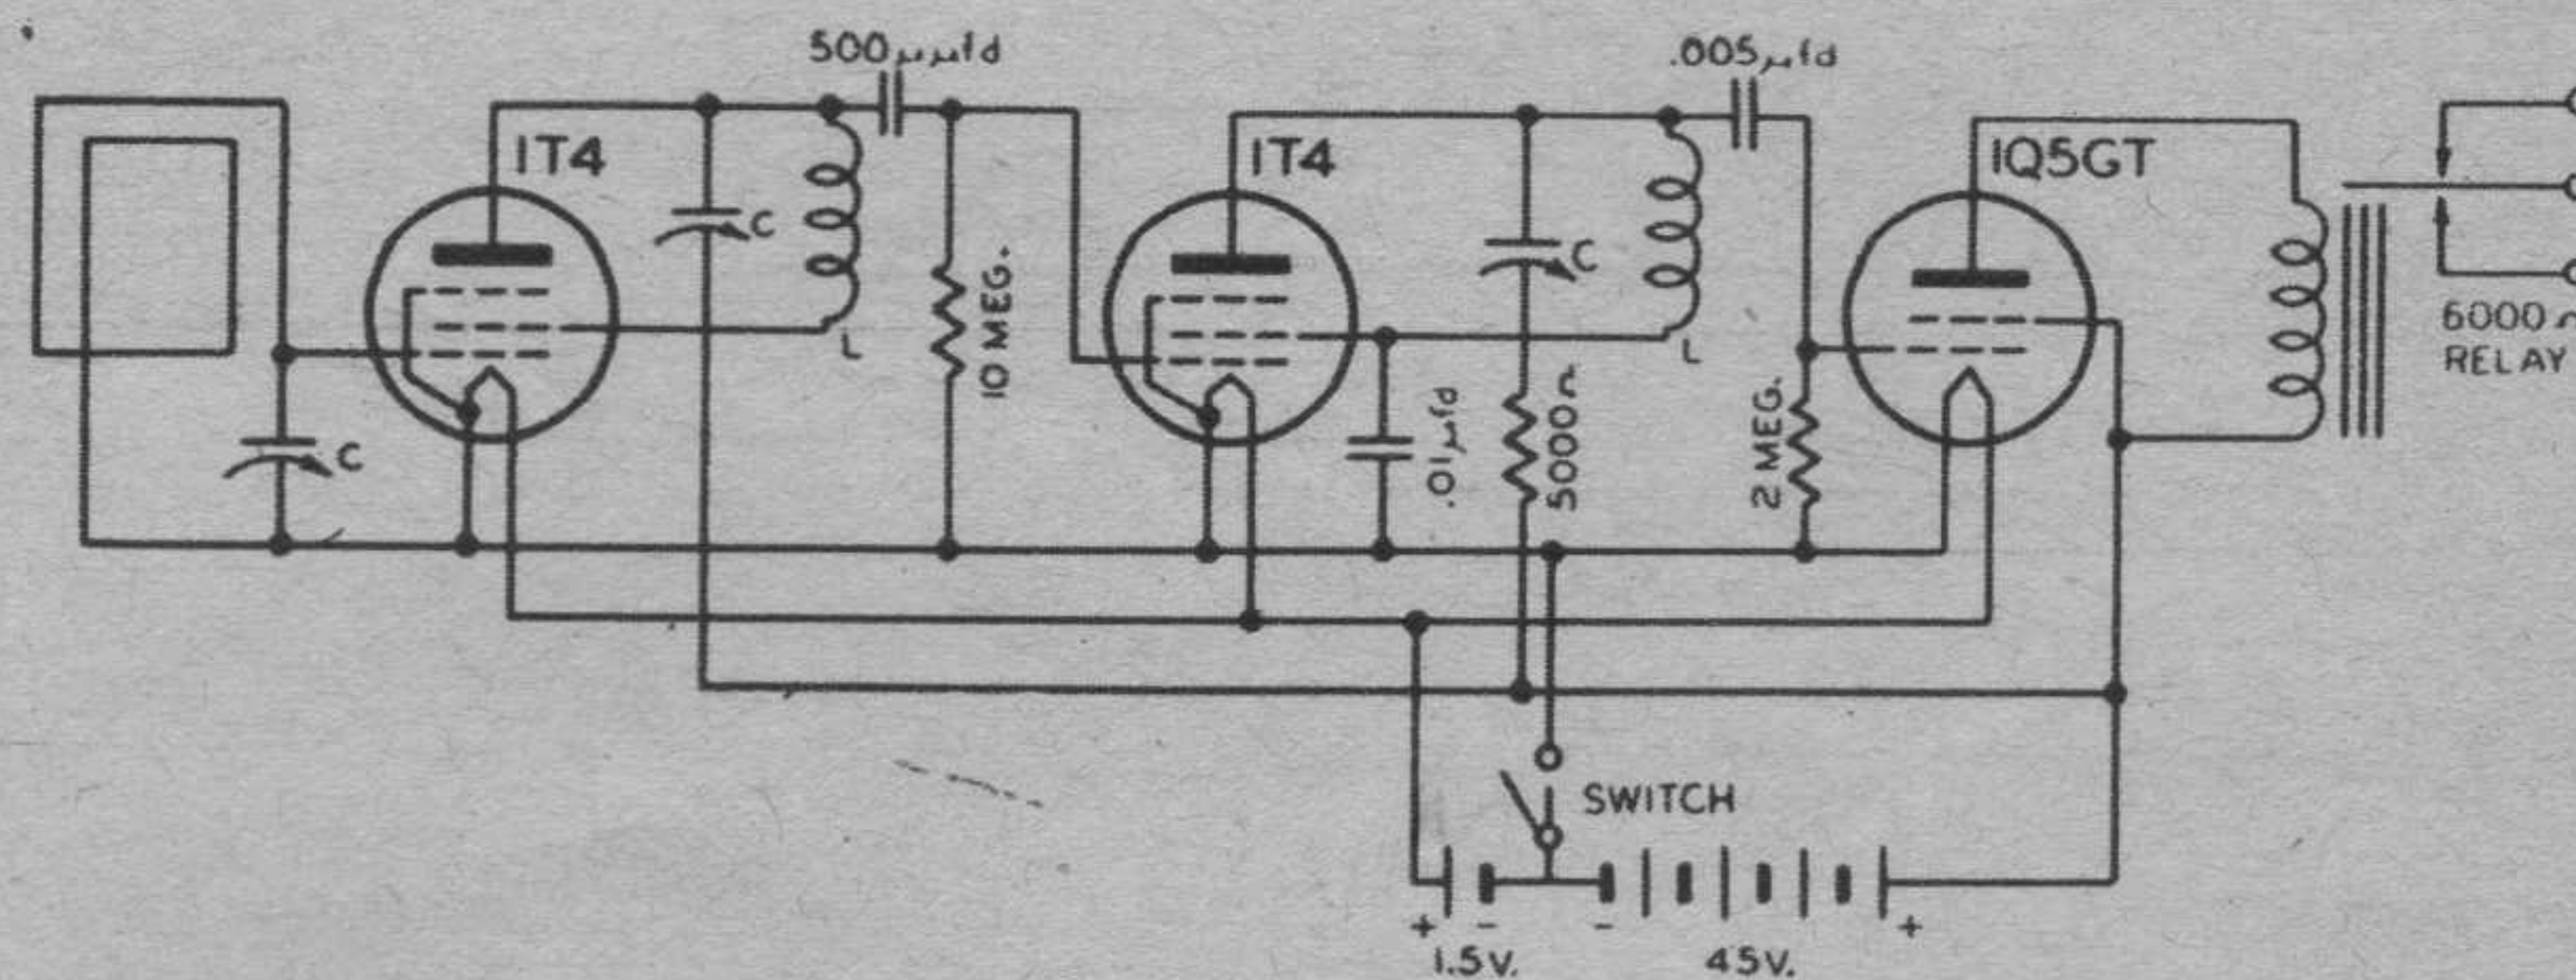 500μμfd
.005μfd
1T4
1T4
1Q5GT
C
C
C
L
L
10 MEG.
.01μfd
5000Ω
2 MEG.
6000Ω
RELAY
SWITCH
+ - - +
1.5V. 45V.